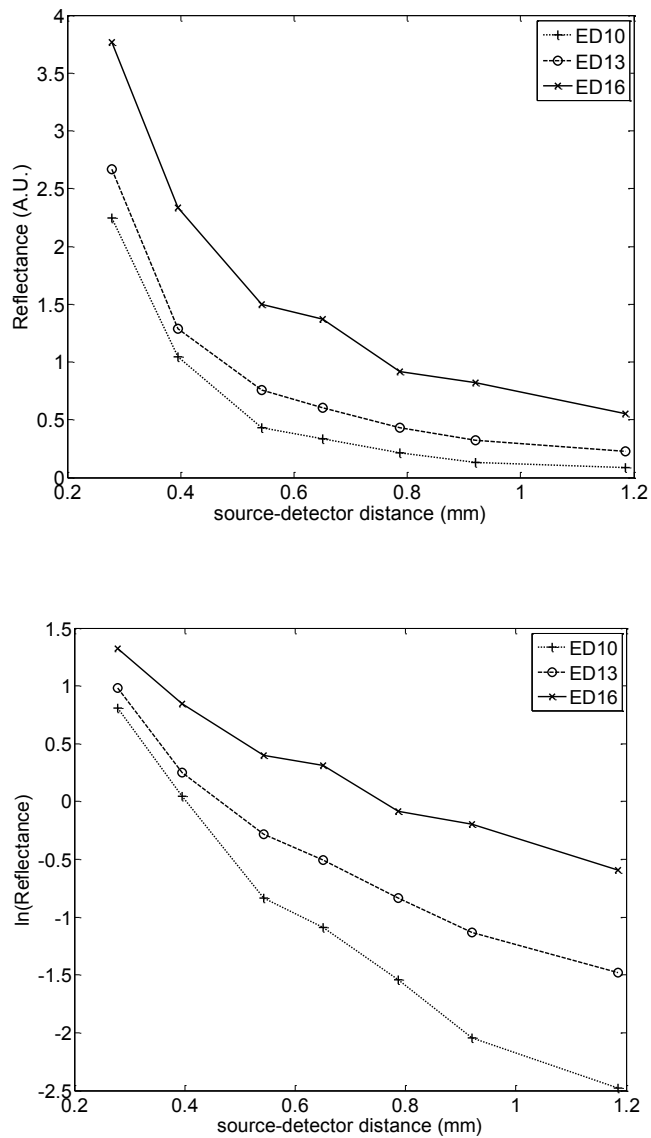 4
3.5
3
2.5
2
1.5
1
0.5
0
Reflectance (A.U.)
ED10
ED13
ED16
0.2 0.4 0.6 0.8 1 1.2
source-detector distance (mm)
1.5
1
0.5
0
-0.5
-1
-1.5
-2
-2.5
ln(Reflectance)
ED10
ED13
ED16
0.2 0.4 0.6 0.8 1 1.2
source-detector distance (mm)